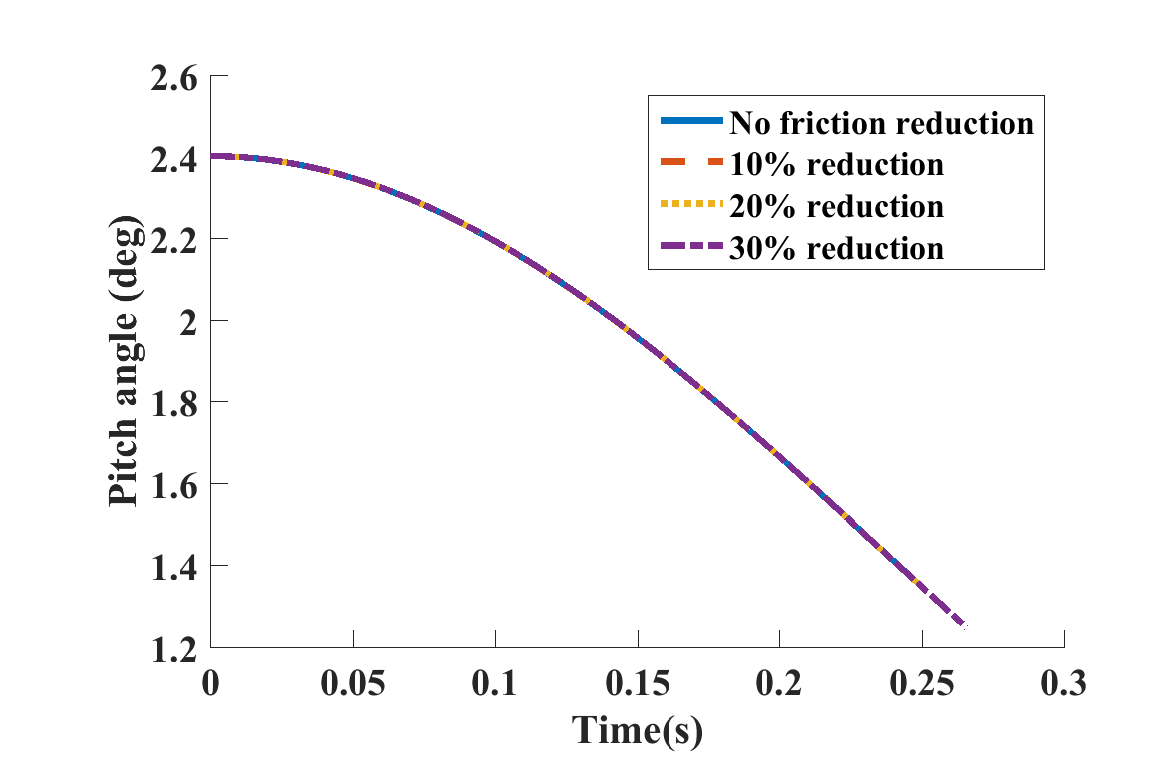 2.6
2.4
2.2
2
1.8
1.6
1.4
1.2
Pitch angle (deg)
No friction reduction
10% reduction
20% reduction
30% reduction
0 0.05 0.1 0.15 0.2 0.25 0.3
Time(s)